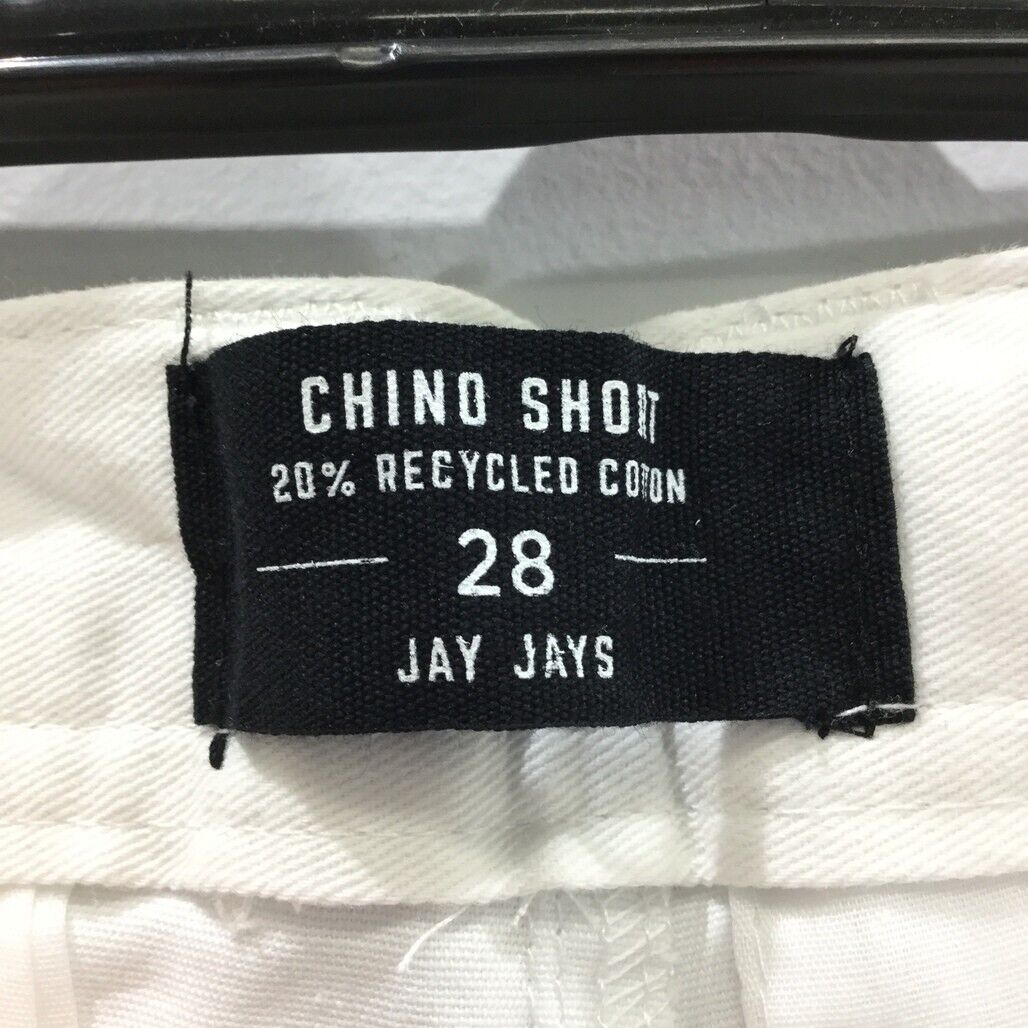 CHINO SHORT
20% RECYCLED COTTON
28
JAY JAYS